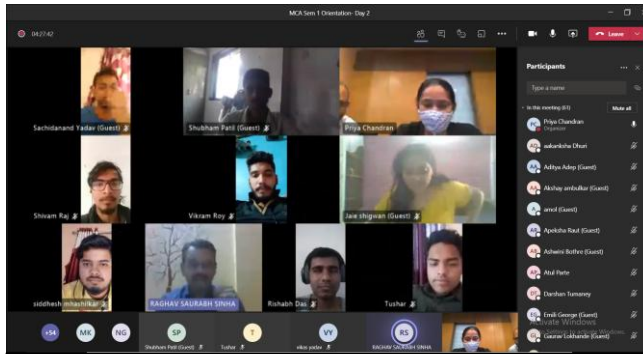 MCA Sem 1 Orientation- Day 2
04:27:42
Leave
Sachidanand Yadav (Guest)
Shubham Patil (Guest)
Priya Chandran
Shivam Raj
Vikram Roy
Jaie shigwan (Guest)
siddhesh mhashilkar
RAGHAV SAURABH SINHA
Rishabh Das
Tushar
+54
MK
NG
SP
Shubham Patil (Guest)
T
Tushar
VY
vikas yadav
RS
RAGHAV SAURABH SINHA
Participants
Type a name
In this meeting (61)
Mute all
Priya Chandran
Organizer
aakanksha Dhuri
Aditya Adep (Guest)
Akshay ambulkar (Guest)
amol (Guest)
Apeksha Raut (Guest)
Ashwini Bothre (Guest)
Atul Parte
Darshan Tumaney
Emili George (Guest)
Gaurav Lokhande (Guest)
Activate Windows
Settings to activate Windows.